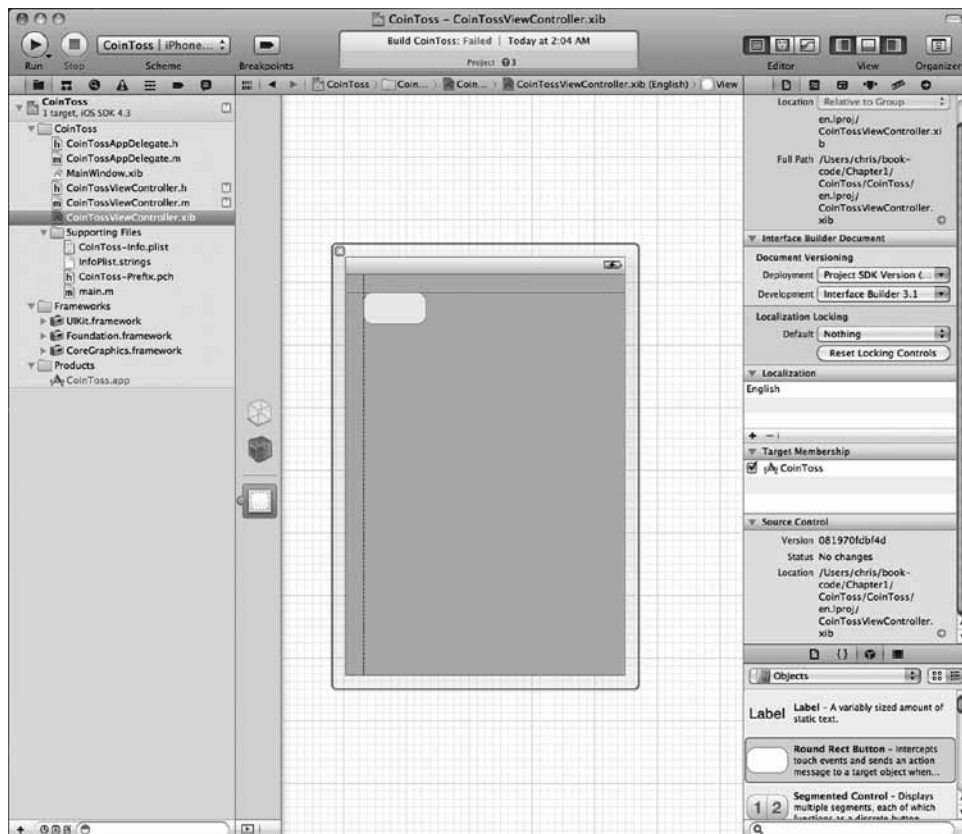 CoinToss – CoinTossViewController.xib
CoinToss | iPhone...
Build CoinToss: Failed | Today at 2:04 AM
Project 3
Run
Stop
Scheme
Breakpoints
Editor
View
Organizer
CoinToss
Coin...
Coin...
CoinTossViewController.xib (English)
View
CoinToss
1 target, iOS SDK 4.3
CoinToss
CoinTossAppDelegate.h
CoinTossAppDelegate.m
MainWindow.xib
CoinTossViewController.h
CoinTossViewController.m
CoinTossViewController.xib
Supporting Files
CoinToss-Info.plist
InfoPlist.strings
CoinToss-Prefix.pch
main.m
Frameworks
UIKit.framework
Foundation.framework
CoreGraphics.framework
Products
CoinToss.app
Location Relative to Group
en.lproj/
CoinTossViewController.xi
b
Full Path /Users/chris/book-
code/Chapter1/
CoinToss/CoinToss/
en.lproj/
CoinTossViewController.
xib
Interface Builder Document
Document Versioning
Deployment Project SDK Version (...
Development Interface Builder 3.1
Localization Locking
Default Nothing
Reset Locking Controls
Localization
English
Target Membership
CoinToss
Source Control
Version 081970fdbf4d
Status No changes
Location /Users/chris/book-
code/Chapter1/
CoinToss/CoinToss/
en.lproj/
CoinTossViewController.
xib
Objects
Label
Label – A variably sized amount of
static text.
Round Rect Button – Intercepts
touch events and sends an action
message to a target object when...
1 2
Segmented Control – Displays
multiple segments, each of which
functions as a discrete button